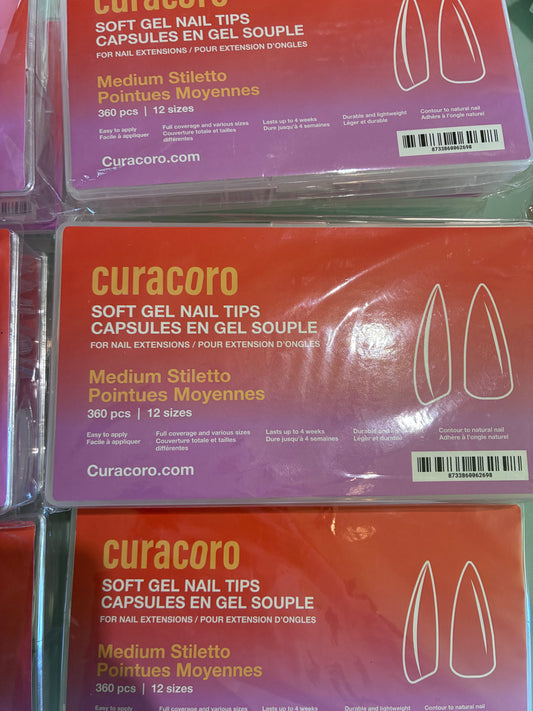 curacoro
SOFT GEL NAIL TIPS
CAPSULES EN GEL SOUPLE
FOR NAIL EXTENSIONS / POUR EXTENSION D'ONGLES
Medium Stiletto
Pointues Moyennes
360 pcs | 12 sizes
Easy to apply
Facile à appliquer
Full coverage and various sizes
Couverture totale et tailles
différentes
Lasts up to 4 weeks
Dure jusqu'à 4 semaines
Durable and lightweight
Léger et durable
Contour to natural nail
Adhère à l'ongle naturel
Curacoro.com
8733860062698
curacoro
SOFT GEL NAIL TIPS
CAPSULES EN GEL SOUPLE
FOR NAIL EXTENSIONS / POUR EXTENSION D'ONGLES
Medium Stiletto
Pointues Moyennes
360 pcs | 12 sizes
Easy to apply
Facile à appliquer
Full coverage and various sizes
Couverture totale et tailles
différentes
Lasts up to 4 weeks
Dure jusqu'à 4 semaines
Durable and
Léger et durable
Contour to natural nail
Adhère à l'ongle naturel
Curacoro.com
8733860062698
curacoro
SOFT GEL NAIL TIPS
CAPSULES EN GEL SOUPLE
FOR NAIL EXTENSIONS / POUR EXTENSION D'ONGLES
Medium Stiletto
Pointues Moyennes
360 pcs | 12 sizes
Easy to apply
Full coverage and various sizes
Lasts up to 4 weeks
Durable and lightweight
Contour to natural nail